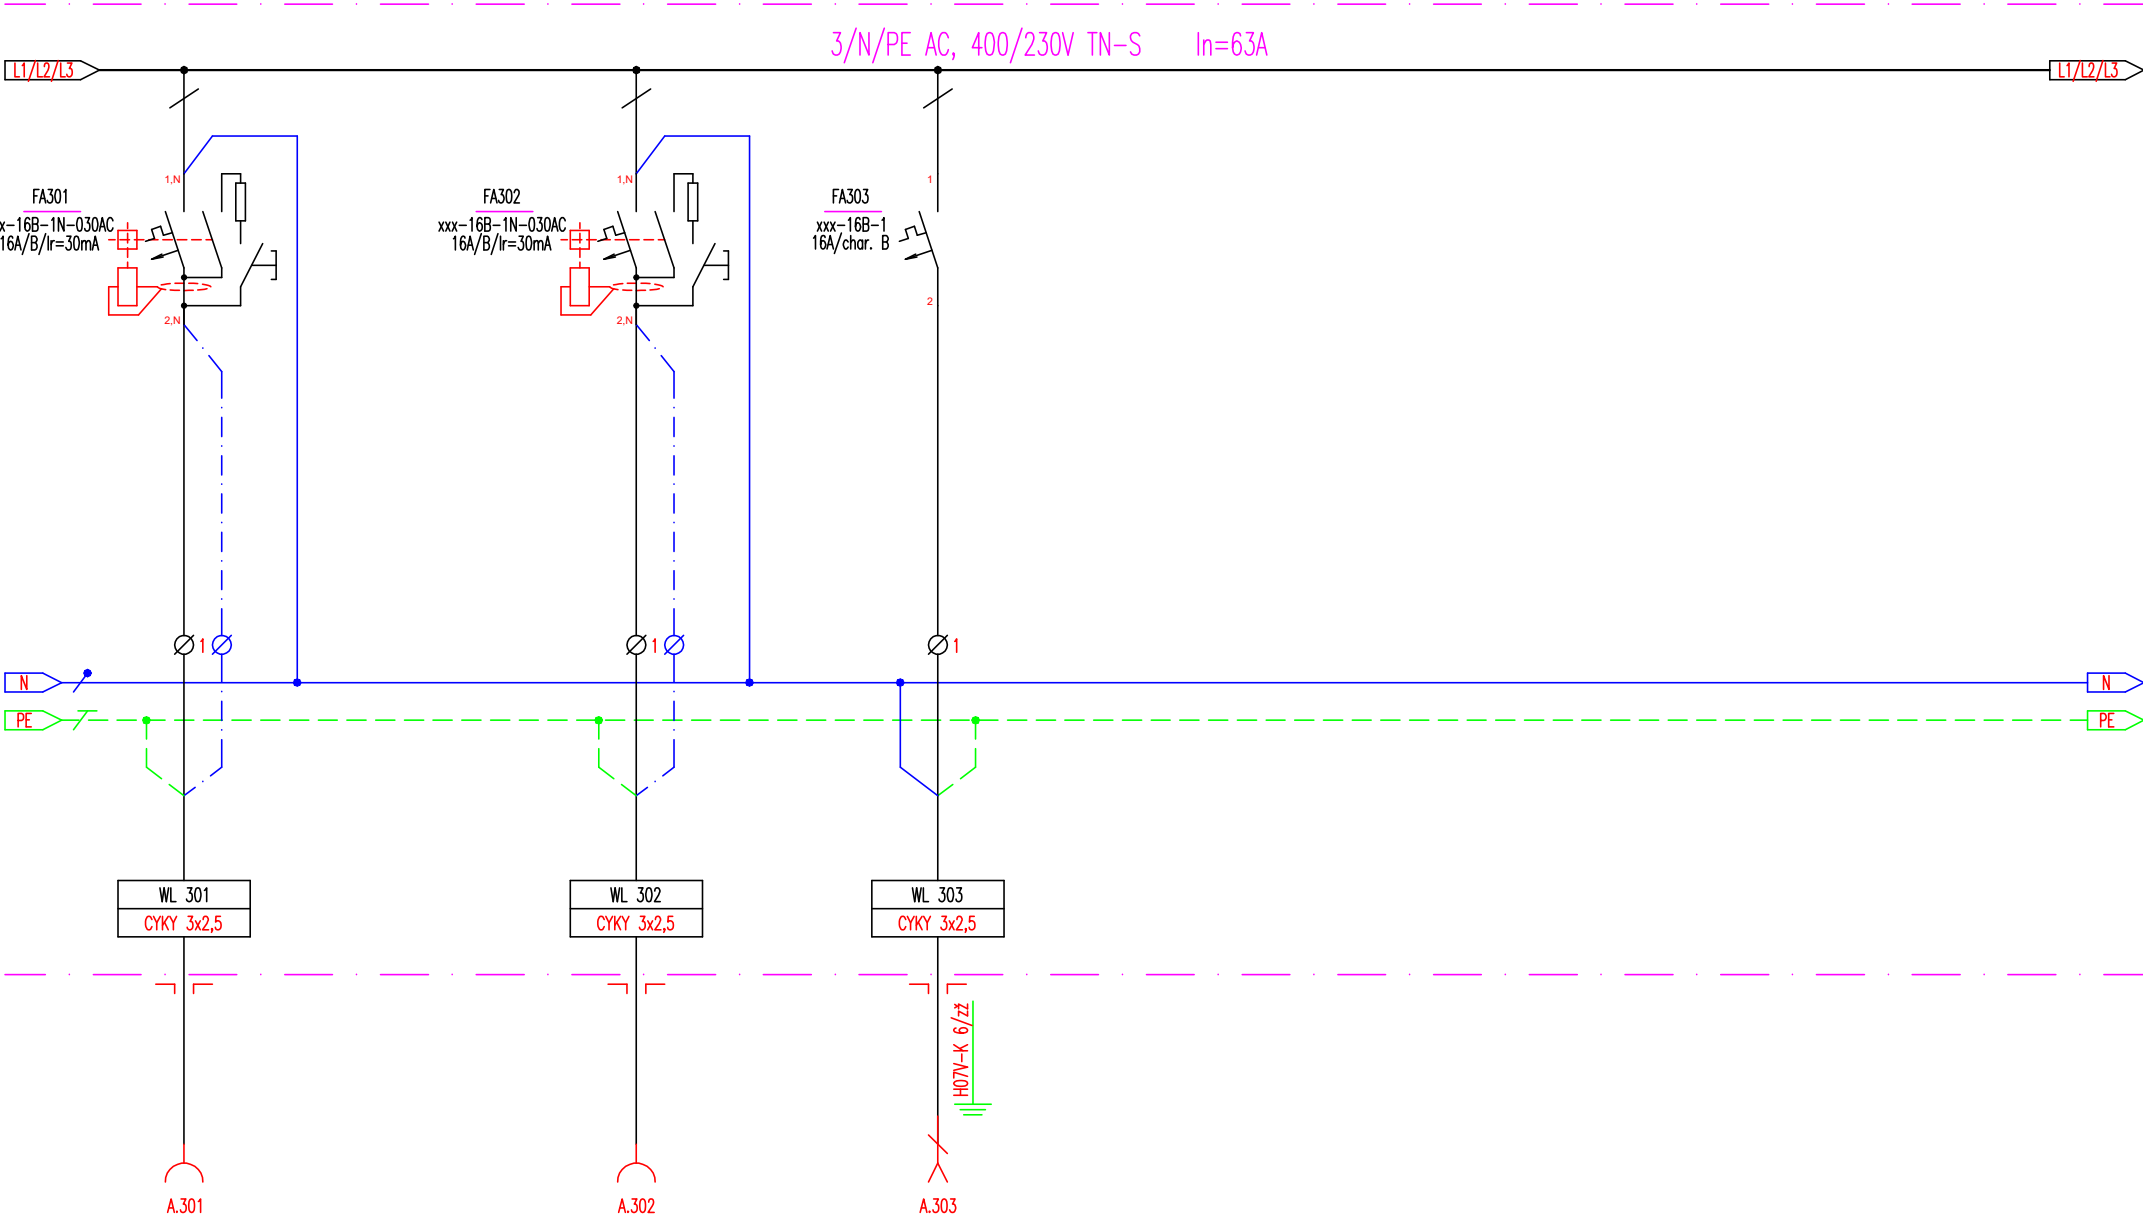 3/N/PE AC, 400/230V TN-S In=63A
L1/L2/L3
L1/L2/L3
1,N
1,N
1
FA301
FA302
FA303
x-16B-1N-030AC
16A/B/Ir=30mA
xxx-16B-1N-030AC
16A/B/Ir=30mA
xxx-16B-1
16A/char. B
2,N
2,N
2
1
1
1
N
N
PE
PE
WL 301
CYKY 3x2,5
WL 302
CYKY 3x2,5
WL 303
CYKY 3x2,5
H07V-K 6/zž
A.301
A.302
A.303